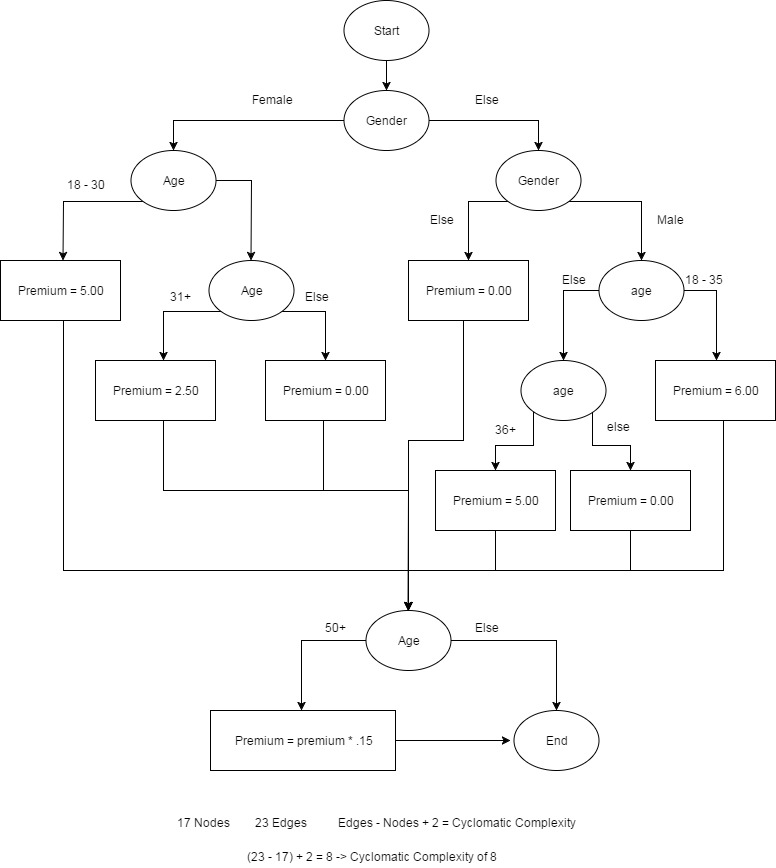 Start
Female
Else
Gender
Age
Gender
18 - 30
Else
Male
Premium = 5.00
Age
Premium = 0.00
Else
age
18 - 35
31+
Else
Premium = 2.50
Premium = 0.00
age
Premium = 6.00
36+
else
Premium = 5.00
Premium = 0.00
50+
Age
Else
Premium = premium * .15
End
17 Nodes 23 Edges Edges - Nodes + 2 = Cyclomatic Complexity
(23 - 17) + 2 = 8 -> Cyclomatic Complexity of 8